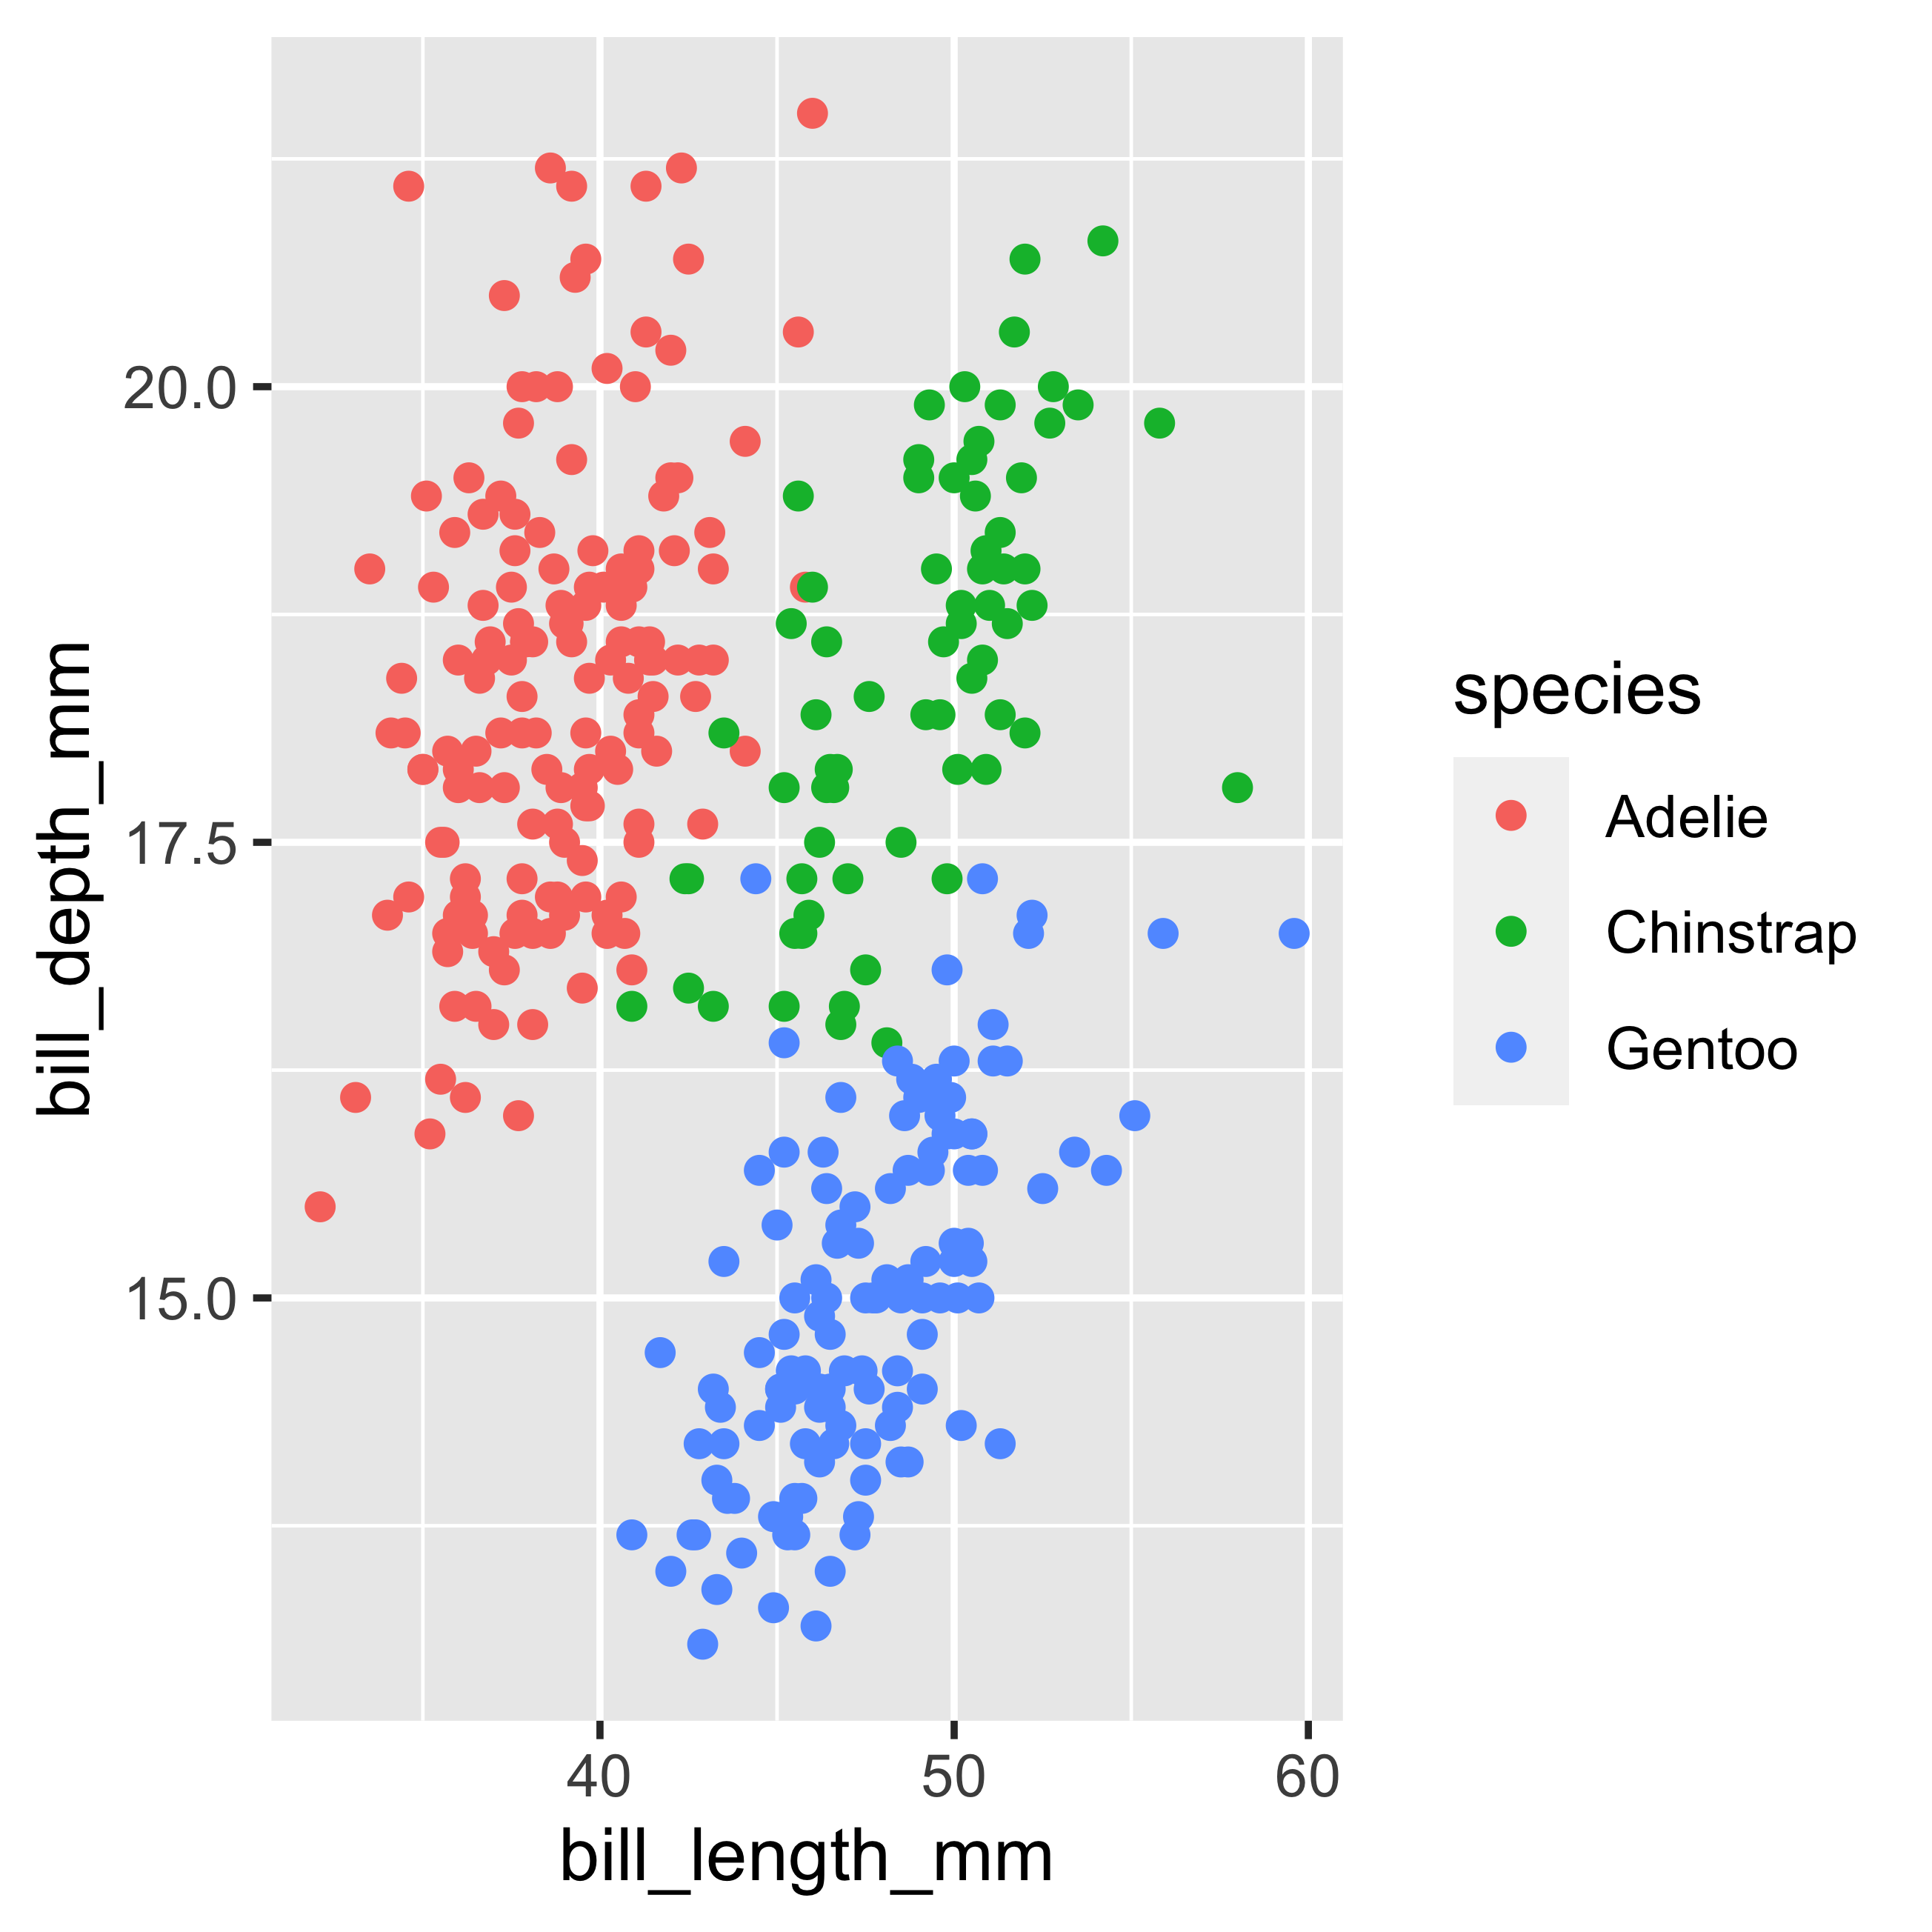 bill_depth_mm
20.0
17.5
15.0
40 50 60
bill_length_mm
species
Adelie
Chinstrap
Gentoo